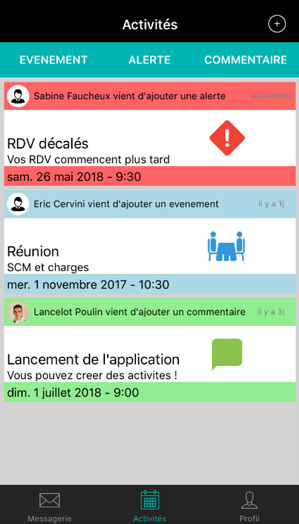 Activités
EVENEMENT ALERTE COMMENTAIRE
Sabine Faucheux vient d'ajouter une alerte aujourd'hui
RDV décalés
Vos RDV commencent plus tard
sam. 26 mai 2018 - 9:30
Eric Cervini vient d'ajouter un evenement il y a 1j
Réunion
SCM et charges
mer. 1 novembre 2017 - 10:30
Lancelot Poulin vient d'ajouter un commentaire il y a 3j
Lancement de l'application
Vous pouvez creer des activites !
dim. 1 juillet 2018 - 9:00
Messagerie Activités Profil